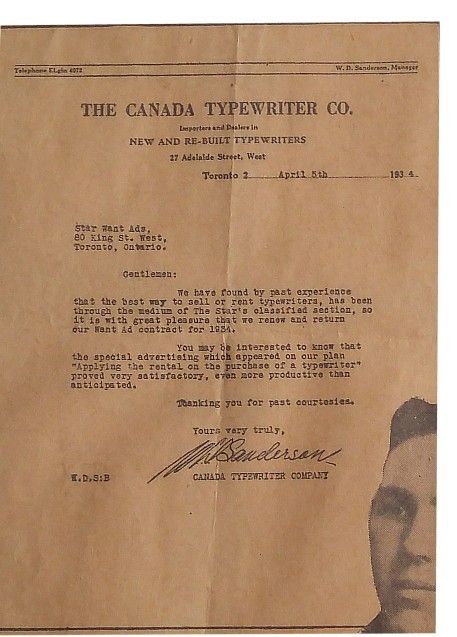 Telephone ELgin 4072
W. D. Sanderson, Manager
THE CANADA TYPEWRITER CO.
Importers and Dealers in
NEW AND RE-BUILT TYPEWRITERS
27 Adelaide Street, West
Toronto 2 April 5th 1934
Star Want Ads,
80 King St. West,
Toronto, Ontario.
Gentlemen:
We have found by past experience
that the best way to sell or rent typewriters, has been
through the medium of The Star's classified section, so
it is with great pleasure that we renew and return
our Want Ad contract for 1934.
You may be interested to know that
the special advertising which appeared on our plan
"Applying the rental on the purchase of a typewriter"
proved very satisfactory, even more productive than
anticipated.
Thanking you for past courtesies.
Yours very truly,
W.D. Sanderson
W.D.S:B CANADA TYPEWRITER COMPANY